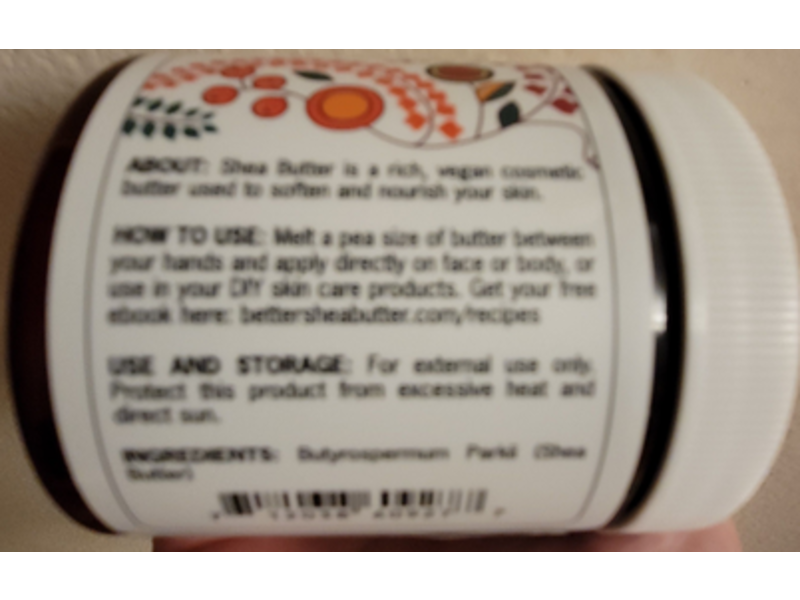 ABOUT: Shea Butter is a rich, vegan cosmetic
butter used to soften and nourish your skin.
HOW TO USE: Melt a pea size of butter between
your hands and apply directly on face or body, or
use in your DIY skin care products. Get your free
ebook here: bettersheabutter.com/recipes
USE AND STORAGE: For external use only.
Protect this product from excessive heat and
direct sun.
INGREDIENTS: Butyrospermum Parkii (Shea
Butter)